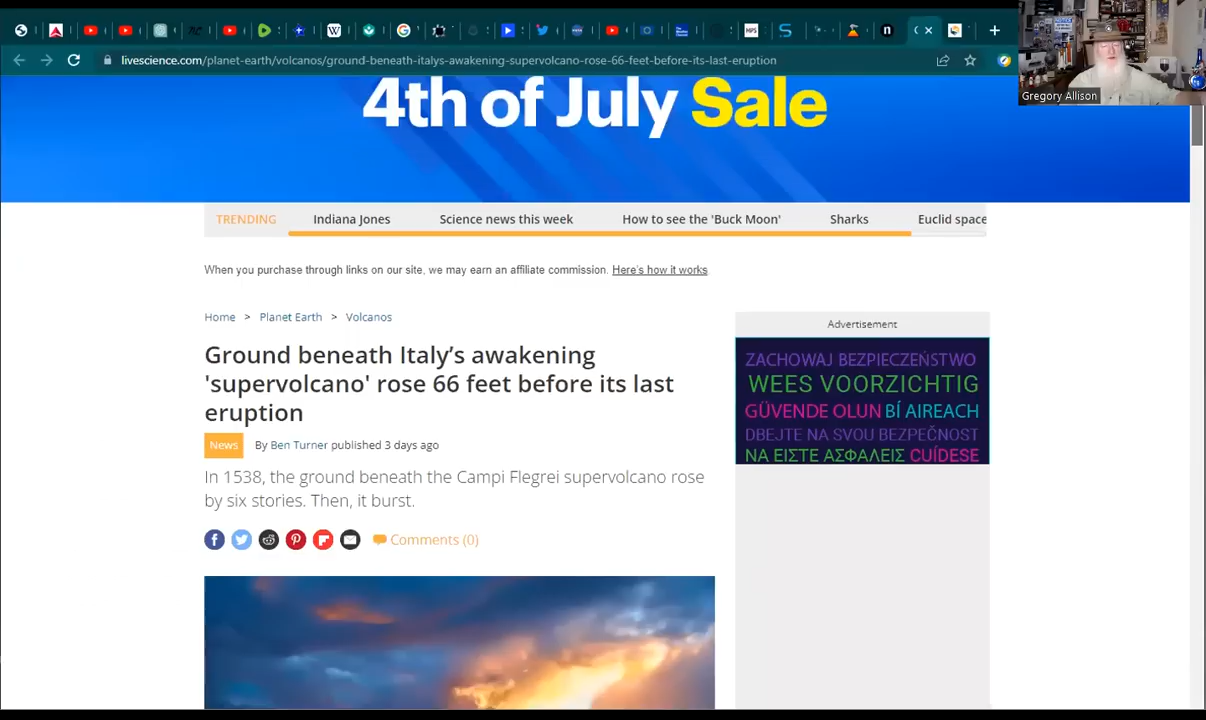 livescience.com/planet-earth/volcanos/ground-beneath-italys-awakening-supervolcano-rose-66-feet-before-its-last-eruption
Gregory Allison
4th of July Sale
TRENDING Indiana Jones Science news this week How to see the 'Buck Moon' Sharks Euclid space
When you purchase through links on our site, we may earn an affiliate commission. Here's how it works.
Home > Planet Earth > Volcanos
Ground beneath Italy's awakening
'supervolcano' rose 66 feet before its last
eruption
News By Ben Turner published 3 days ago
In 1538, the ground beneath the Campi Flegrei supervolcano rose
by six stories. Then, it burst.
Comments (0)
Advertisement
ZACHOWAJ BEZPIECZEŃSTWO
WEES VOORZICHTIG
GÜVENDE OLUN BÍ AIREACH
DBEJTE NA SVOU BEZPEČNOST
ΝΑ ΕΙΣΤΕ ΑΣΦΑΛΕΙΣ CUÍDESE